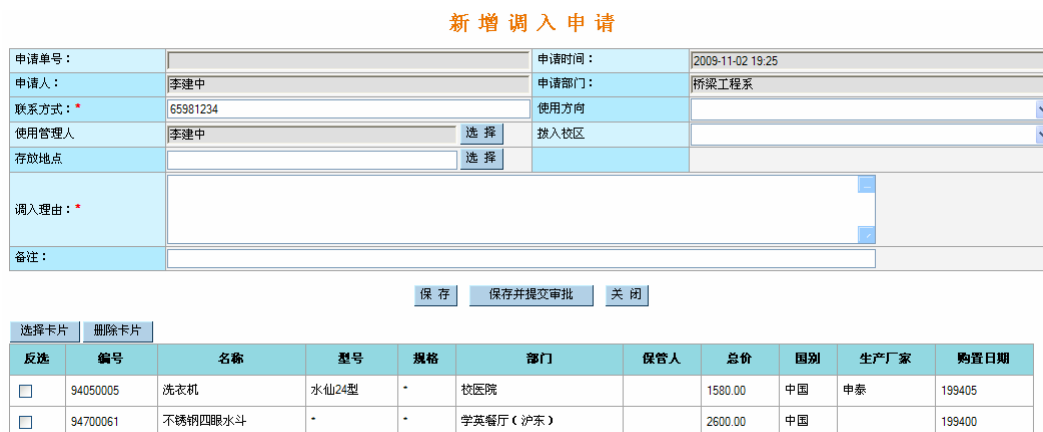 新增调入申请
申请单号： 申请时间： 2009-11-02 19:25
申请人： 李建中 申请部门： 桥梁工程系
联系方式：* 65981234 使用方向
使用管理人 李建中 选 择 拨入校区
存放地点 选 择
调入理由：*
备注：
保 存 保存并提交审批 关 闭
选择卡片 删除卡片
反选 编号 名称 型号 规格 部门 保管人 总价 国别 生产厂家 购置日期
94050005 洗衣机 水仙24型 - 校医院 1580.00 中国 申泰 199405
94700061 不锈钢四眼水斗 - - 学英餐厅（沪东） 2600.00 中国 199400